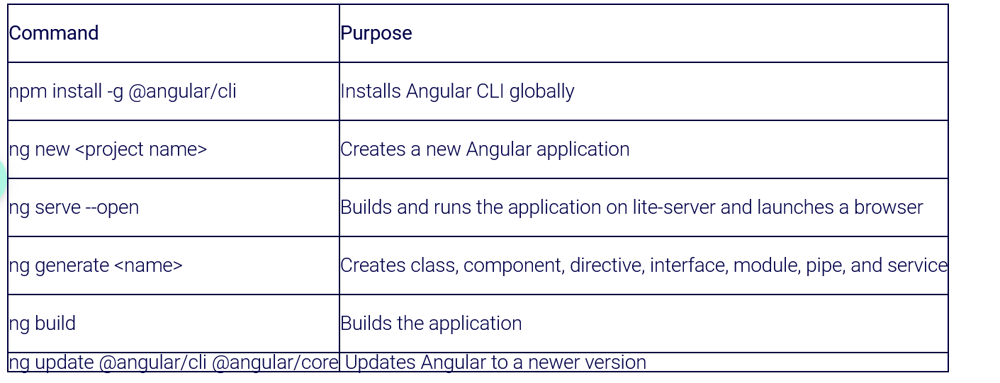 Command Purpose
npm install -g @angular/cli Installs Angular CLI globally
ng new <project name> Creates a new Angular application
ng serve --open Builds and runs the application on lite-server and launches a browser
ng generate <name> Creates class, component, directive, interface, module, pipe, and service
ng build Builds the application
ng update @angular/cli @angular/core Updates Angular to a newer version